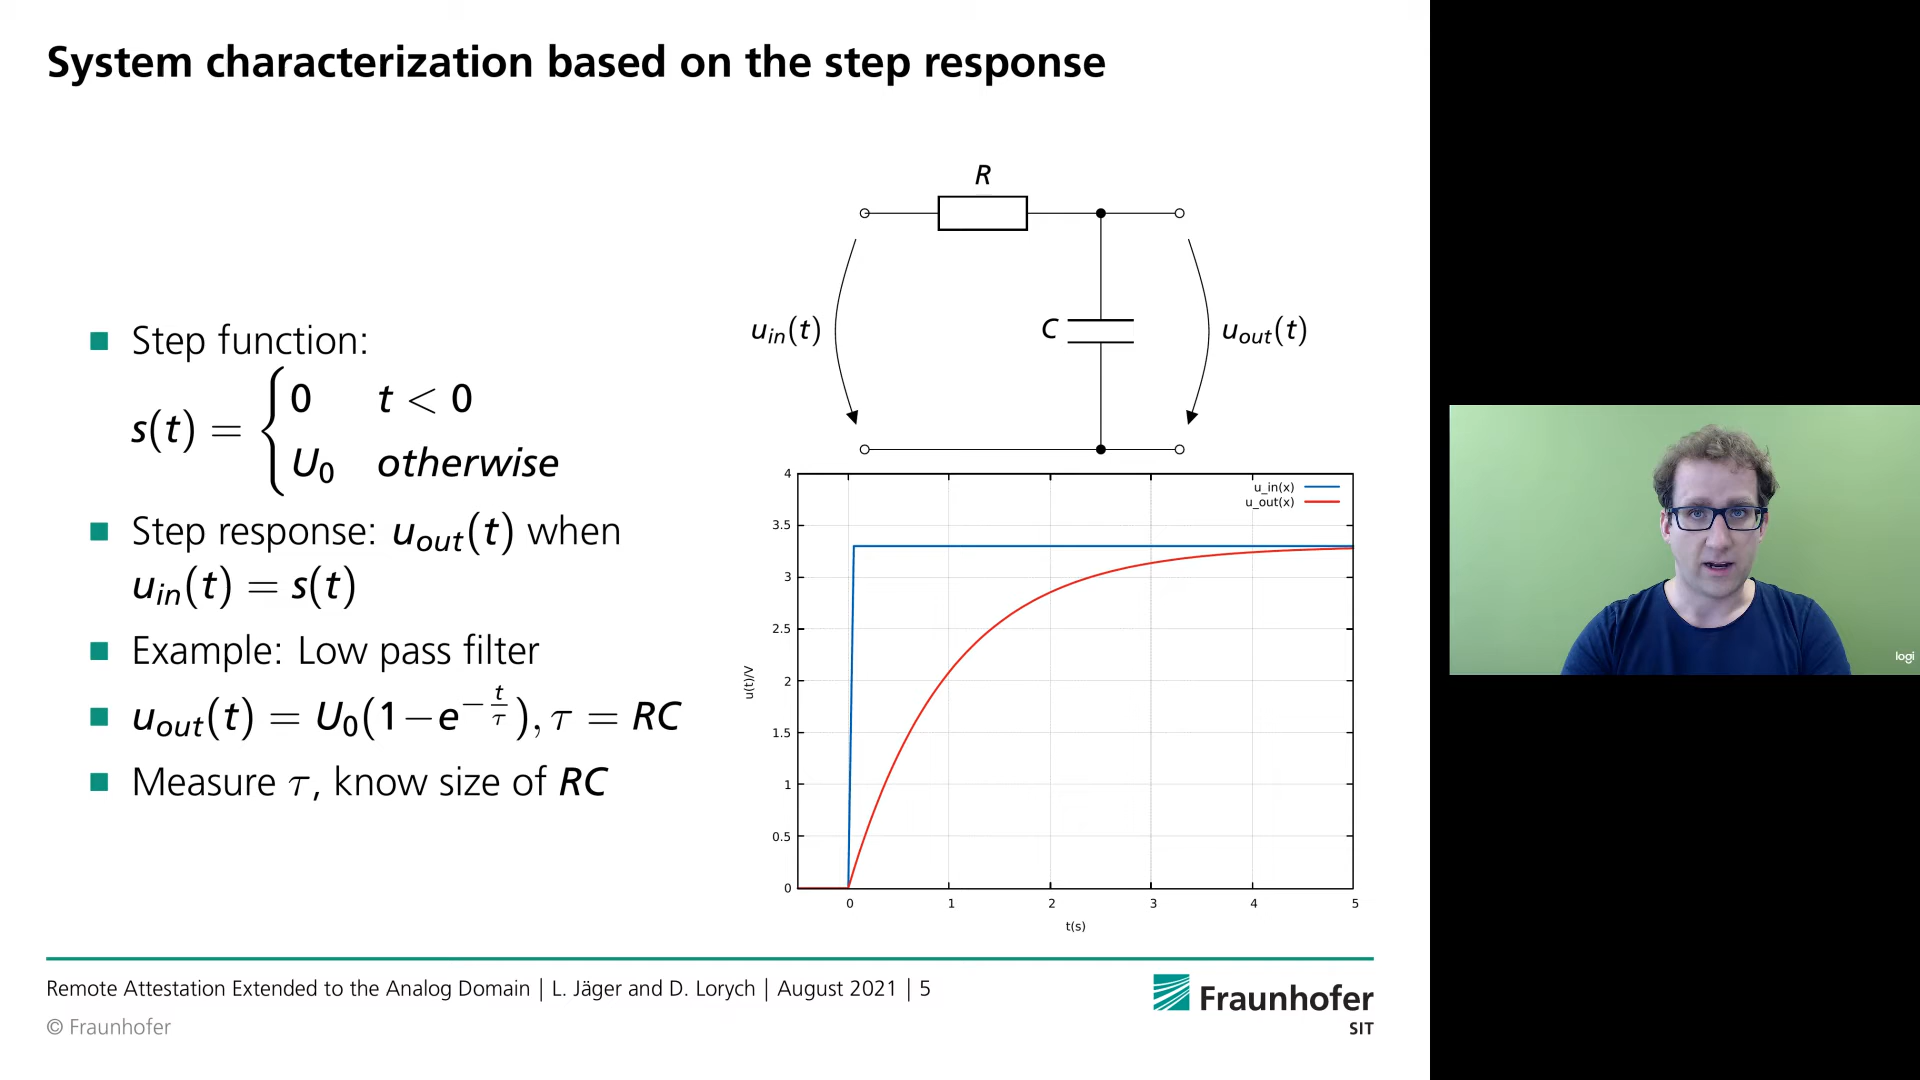 System characterization based on the step response
Step function:
s(t) = { 0 t < 0
U₀ otherwise
Step response: u_out(t) when
u_in(t) = s(t)
Example: Low pass filter
u_out(t) = U₀(1−e^(−t/τ)), τ = RC
Measure τ, know size of RC
R
u_in(t)
C
u_out(t)
u_in(x)
u_out(x)
4
3.5
3
2.5
2
1.5
1
0.5
0
u(t)/V
0 1 2 3 4 5
t(s)
Remote Attestation Extended to the Analog Domain | L. Jäger and D. Lorych | August 2021 | 5
© Fraunhofer
Fraunhofer
SIT
logi